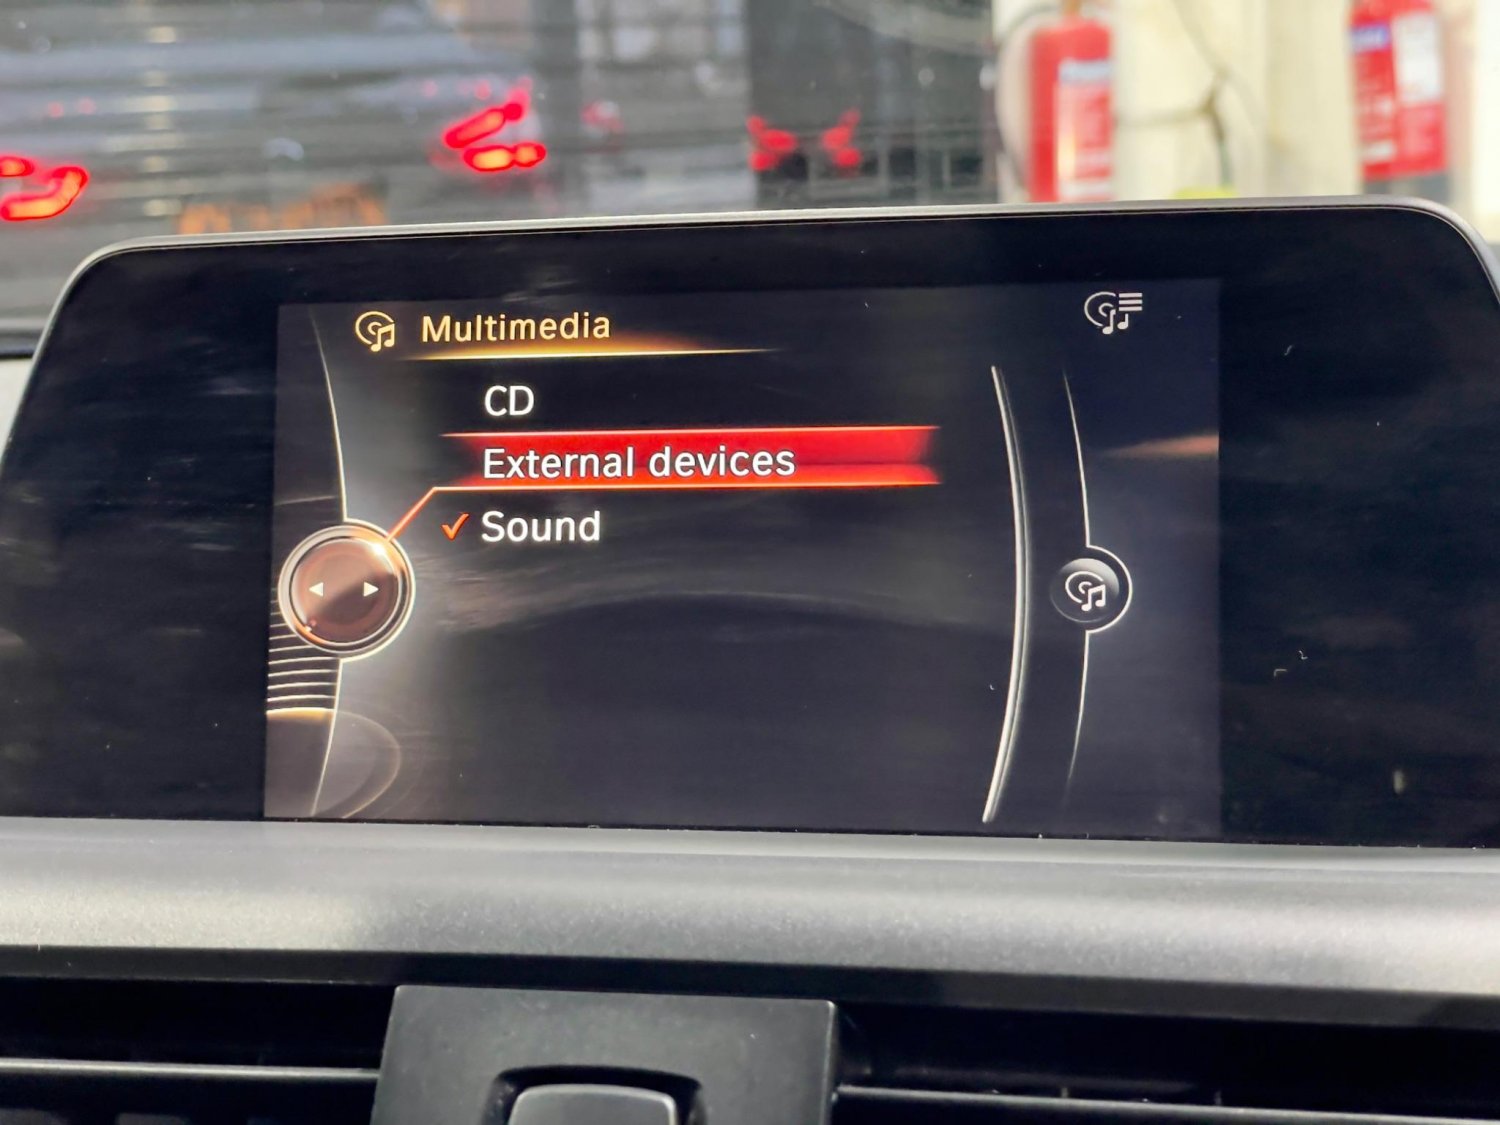 Multimedia
CD
External devices
Sound